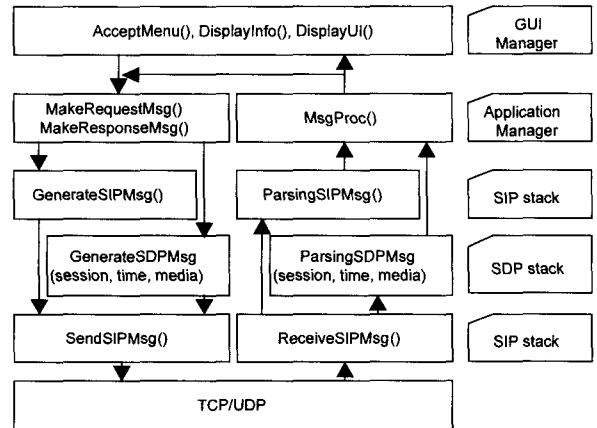 AcceptMenu(), DisplayInfo(), DisplayUI()
GUI
Manager
MakeRequestMsg()
MakeResponseMsg()
MsgProc()
Application
Manager
GenerateSIPMsg()
ParsingSIPMsg()
SIP stack
GenerateSDPMsg
(session, time, media)
ParsingSDPMsg
(session, time, media)
SDP stack
SendSIPMsg()
ReceiveSIPMsg()
SIP stack
TCP/UDP